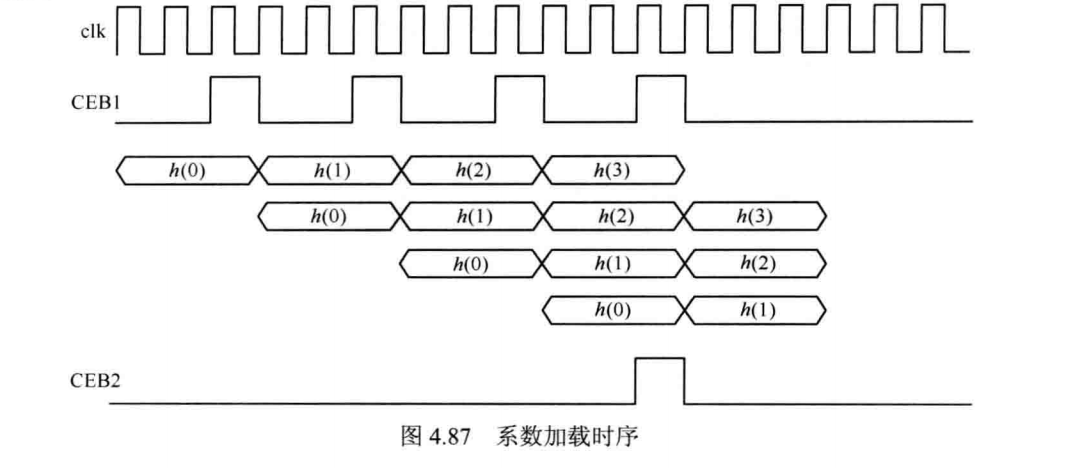 clk
CEB1
h(0) h(1) h(2) h(3)
h(0) h(1) h(2) h(3)
h(0) h(1) h(2)
h(0) h(1)
CEB2
图 4.87 系数加载时序